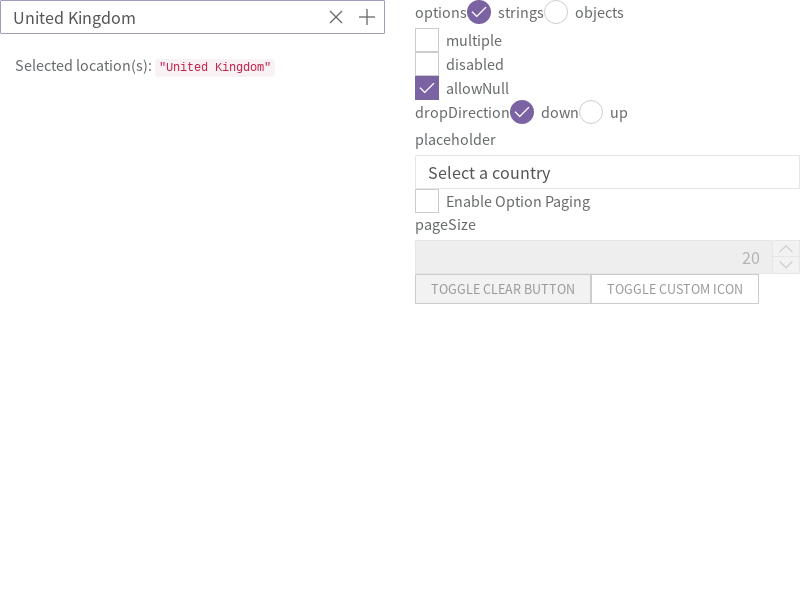 United Kingdom
Selected location(s): "United Kingdom"
options strings objects
multiple
disabled
allowNull
dropDirection down up
placeholder
Select a country
Enable Option Paging
pageSize
20
TOGGLE CLEAR BUTTON TOGGLE CUSTOM ICON